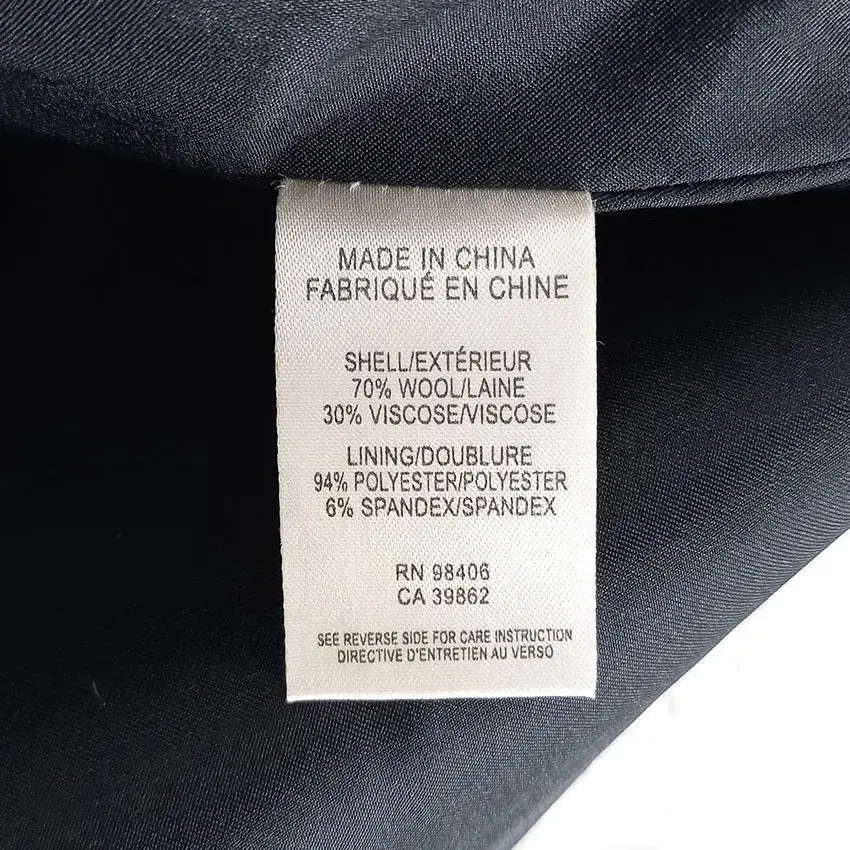 MADE IN CHINA
FABRIQUÉ EN CHINE
SHELL/EXTÉRIEUR
70% WOOL/LAINE
30% VISCOSE/VISCOSE
LINING/DOUBLURE
94% POLYESTER/POLYESTER
6% SPANDEX/SPANDEX
RN 98406
CA 39862
SEE REVERSE SIDE FOR CARE INSTRUCTION
DIRECTIVE D'ENTRETIEN AU VERSO